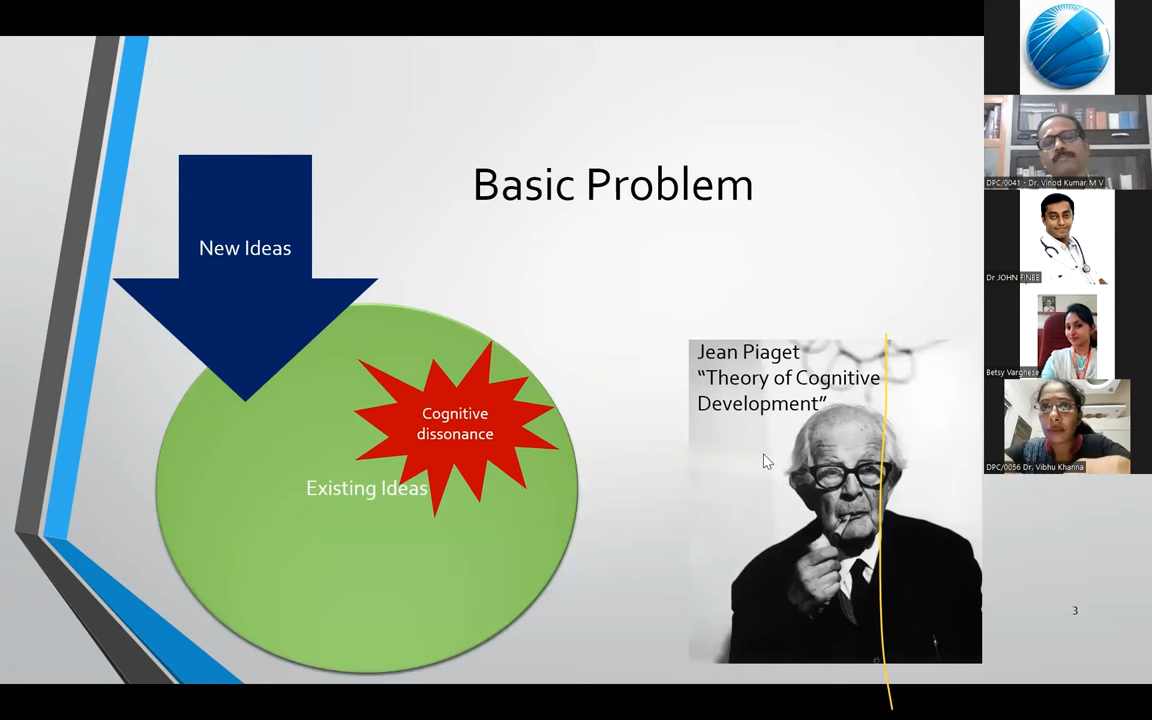 Basic Problem
New Ideas
Cognitive
dissonance
Existing Ideas
Jean Piaget
“Theory of Cognitive
Development”
3
DPC/0041 - Dr. Vinod Kumar M V
Dr JOHN FINBE
Betsy Varghese
DPC/0056 Dr. Vibhu Khanna